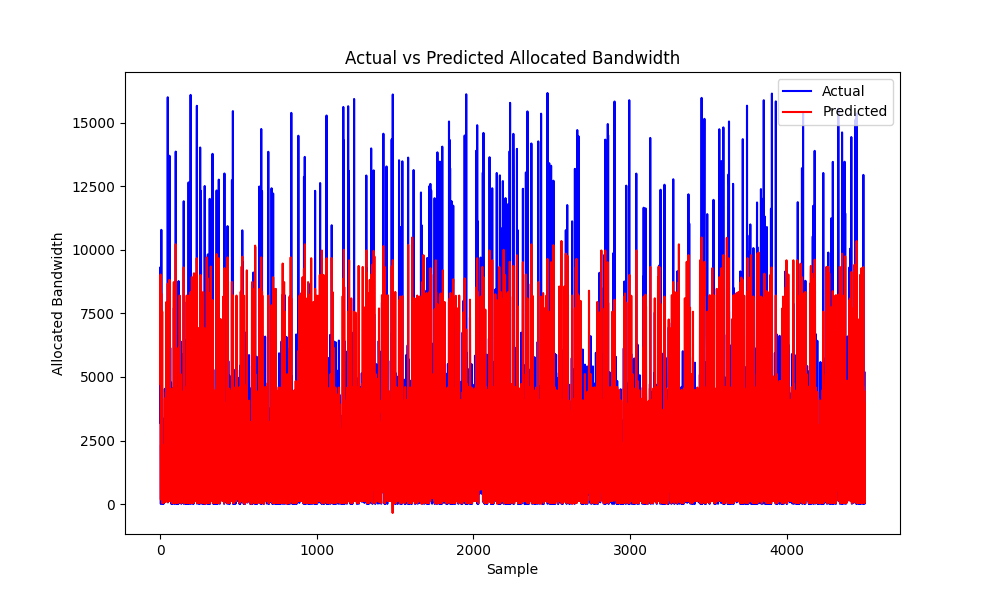 Actual vs Predicted Allocated Bandwidth
Actual
Predicted
Allocated Bandwidth
15000
12500
10000
7500
5000
2500
0
0 1000 2000 3000 4000
Sample